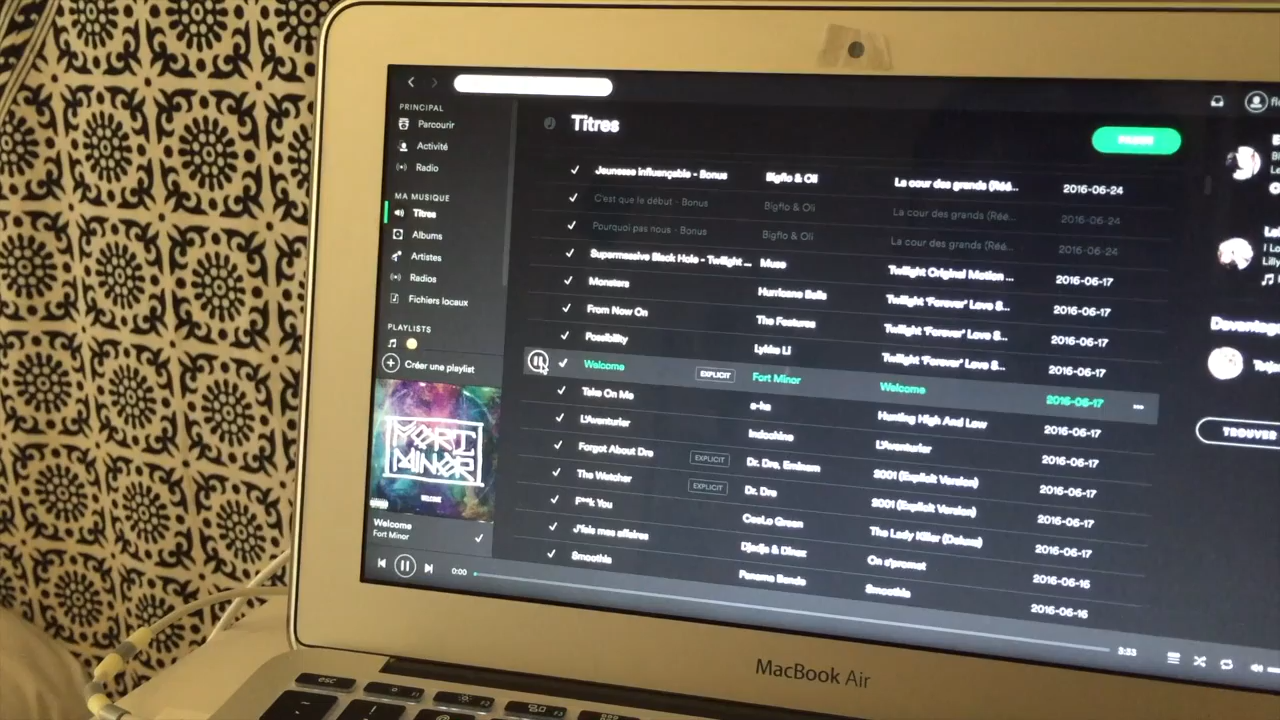 PRINCIPAL
Parcourir
Activité
Radio
MA MUSIQUE
Titres
Albums
Artistes
Radios
Fichiers locaux
PLAYLISTS
Créer une playlist
FORT MINOR
WELCOME
Welcome
Fort Minor
Titres
PAUSE
Jeunesse influençable - Bonus Bigflo & Oli La cour des grands (Réé... 2016-06-24
C'est que le début - Bonus Bigflo & Oli La cour des grands (Réé... 2016-06-24
Pourquoi pas nous - Bonus Bigflo & Oli La cour des grands (Réé... 2016-06-24
Supermassive Black Hole - Twilight ... Muse Twilight Original Motion ... 2016-06-17
Monsters Hurricane Bells Twilight 'Forever' Love S... 2016-06-17
From Now On The Features Twilight 'Forever' Love S... 2016-06-17
Possibility Lykke Li Twilight 'Forever' Love S... 2016-06-17
Welcome EXPLICIT Fort Minor Welcome 2016-06-17 ...
Take On Me a-ha Hunting High And Low 2016-06-17
L'Aventurier Indochine L'Aventurier 2016-06-17
Forgot About Dre EXPLICIT Dr. Dre, Eminem 2001 (Explicit Version) 2016-06-17
The Watcher EXPLICIT Dr. Dre 2001 (Explicit Version) 2016-06-17
F**k You CeeLo Green The Lady Killer (Deluxe) 2016-06-17
J'fais mes affaires Djadja & Dinaz On s'promet 2016-06-16
Smoothie Panama Bende Smoothie 2016-06-16
TROUVER
0:00
3:33
MacBook Air
esc
F1
F2
F3